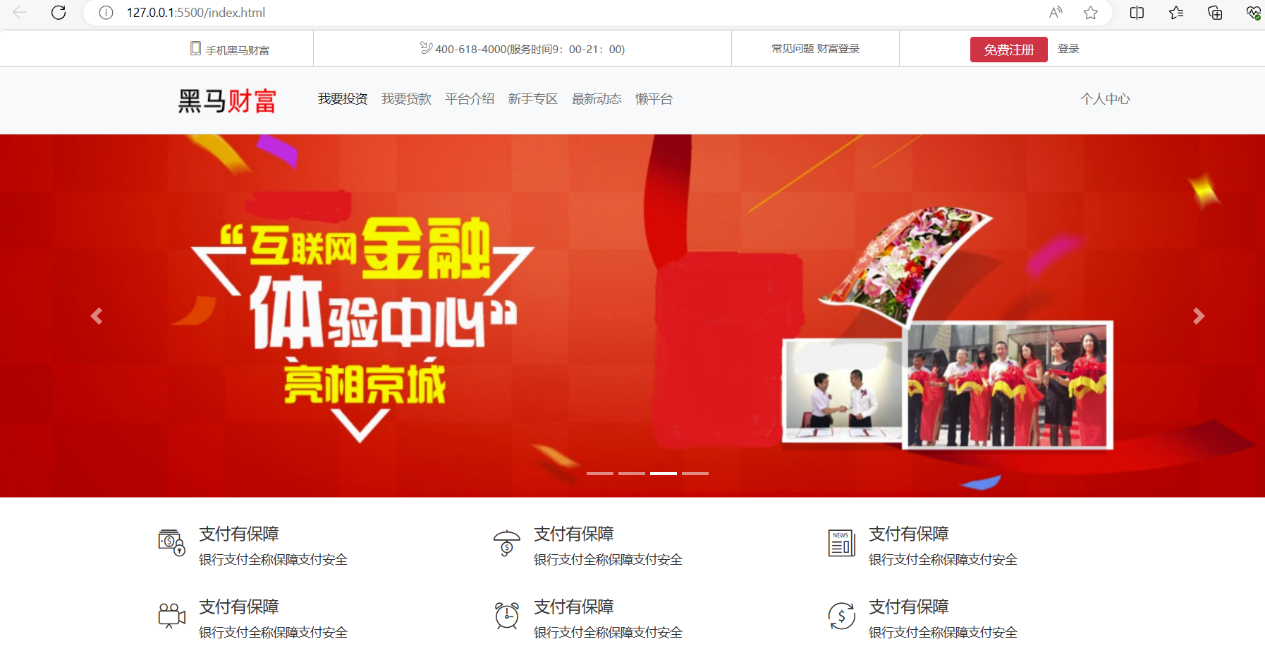 127.0.0.1:5500/index.html
手机黑马财富
400-618-4000(服务时间9：00-21：00)
常见问题 财富登录
免费注册 登录
黑马财富
我要投资 我要贷款 平台介绍 新手专区 最新动态 懒平台
个人中心
“互联网金融
体验中心”
亮相京城
支付有保障
银行支付全称保障支付安全
支付有保障
银行支付全称保障支付安全
NEWS
支付有保障
银行支付全称保障支付安全
支付有保障
银行支付全称保障支付安全
支付有保障
银行支付全称保障支付安全
支付有保障
银行支付全称保障支付安全